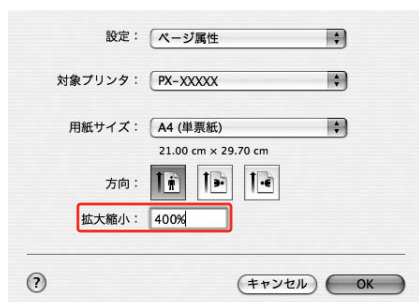 設定： ページ属性
対象プリンタ： PX-XXXXX
用紙サイズ： A4 (単票紙)
21.00 cm × 29.70 cm
方向：
拡大縮小： 400%
? キャンセル OK